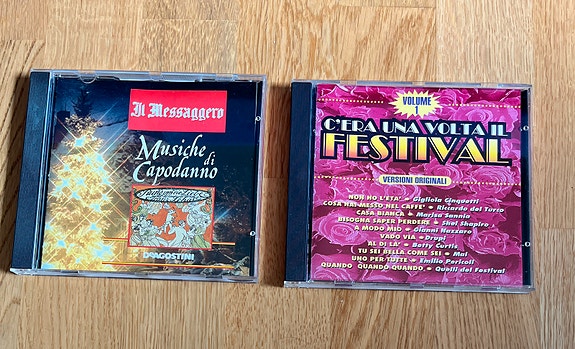 Il Messaggero
Musiche
di
Capodanno
DEAGOSTINI
VOLUME
1
C'ERA UNA VOLTA IL
FESTIVAL
VERSIONI ORIGINALI
NON HO L'ETA' • Gigliola Cinquetti
COSA HAI MESSO NEL CAFFE' • Riccardo del Turco
CASA BIANCA • Marisa Sannia
BISOGNA SAPER PERDERE • Shel Shapiro
A MODO MIO • Gianni Nazzaro
VADO VIA • Drupi
AL DI LA' • Betty Curtis
TU SEI BELLA COME SEI • Mal
UNO PER TUTTE • Emilio Pericoli
QUANDO QUANDO QUANDO • Quelli del Festival